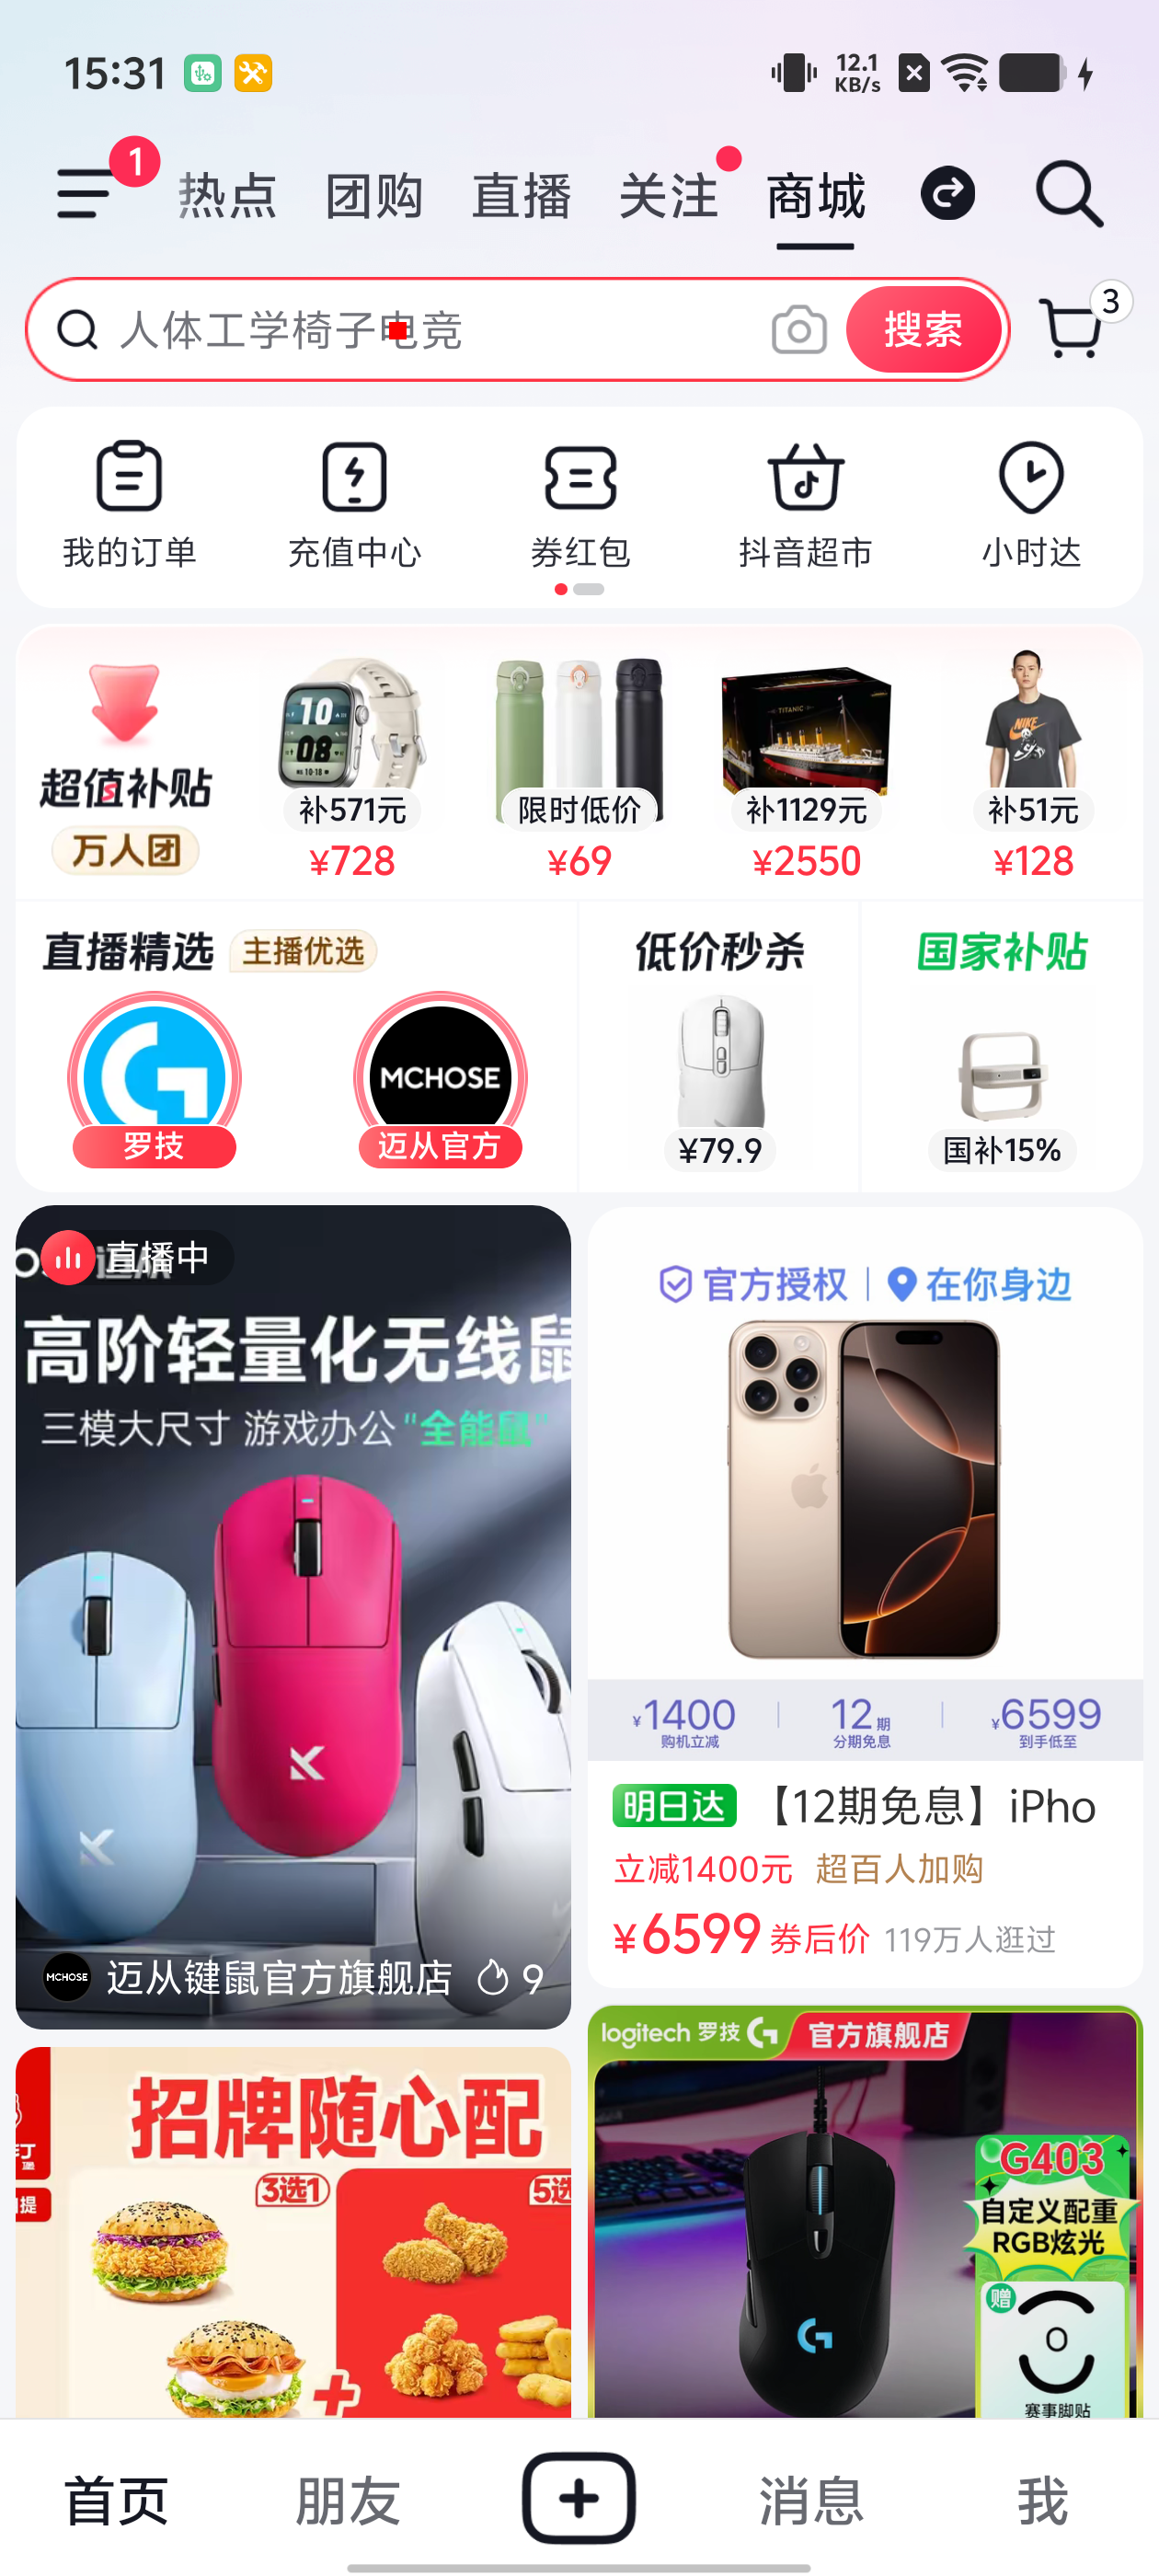 15:31
12.1
KB/s
1
热点 团购 直播 关注 商城
人体工学椅子电竞
搜索
3
我的订单 充值中心 券红包 抖音超市 小时达
超值补贴
万人团
TITANIC
NIKE
10
08
补571元 限时低价 补1129元 补51元
¥728 ¥69 ¥2550 ¥128
直播精选 主播优选
低价秒杀
国家补贴
MCHOSE
罗技
迈从官方
¥79.9
国补15%
直播中
高阶轻量化无线鼠
三模大尺寸 游戏办公“全能鼠”
MCHOSE
迈从键鼠官方旗舰店 9
官方授权 | 在你身边
¥1400 购机立减
12期 分期免息
¥6599 到手低至
明日达 【12期免息】iPho
立减1400元 超百人加购
¥6599 券后价 119万人逛过
招牌随心配
3选1
5选
提
+
logitech 罗技 官方旗舰店
G403
自定义配重
RGB炫光
赠
赛事脚贴
首页 朋友 消息 我